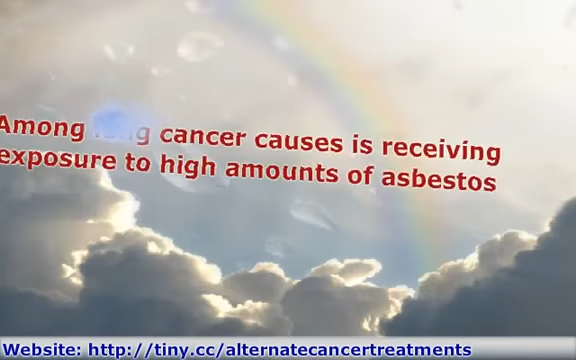 Among cancer causes is receiving
exposure to high amounts of asbestos
Website: http://tiny.cc/alternatecancertreatments